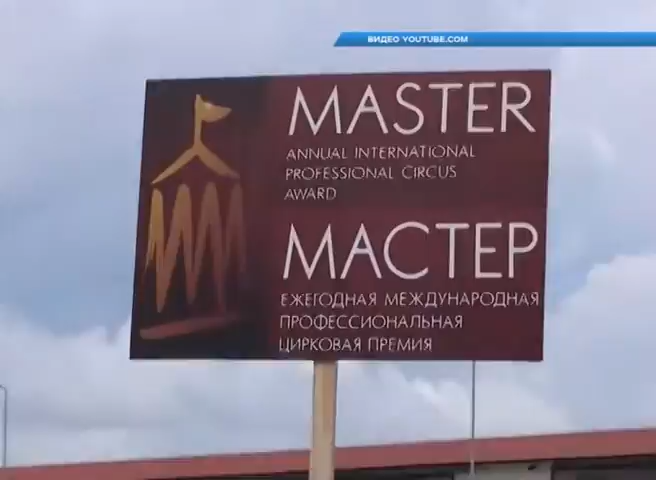 ВИДЕО YOUTUBE.COM
MASTER
ANNUAL INTERNATIONAL
PROFESSIONAL CIRCUS
AWARD
МАСТЕР
ЕЖЕГОДНАЯ МЕЖДУНАРОДНАЯ
ПРОФЕССИОНАЛЬНАЯ
ЦИРКОВАЯ ПРЕМИЯ